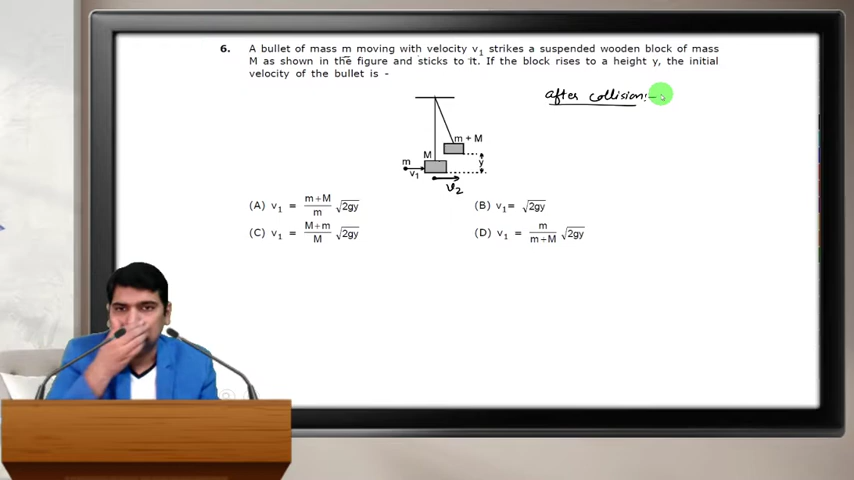 6. A bullet of mass m moving with velocity v1 strikes a suspended wooden block of mass
M as shown in the figure and sticks to it. If the block rises to a height y, the initial
velocity of the bullet is -
after collision:-
m + M
M
m
y
v1
v2
(A) v1 = m+M/m √2gy
(B) v1= √2gy
(C) v1 = M+m/M √2gy
(D) v1 = m/m+M √2gy